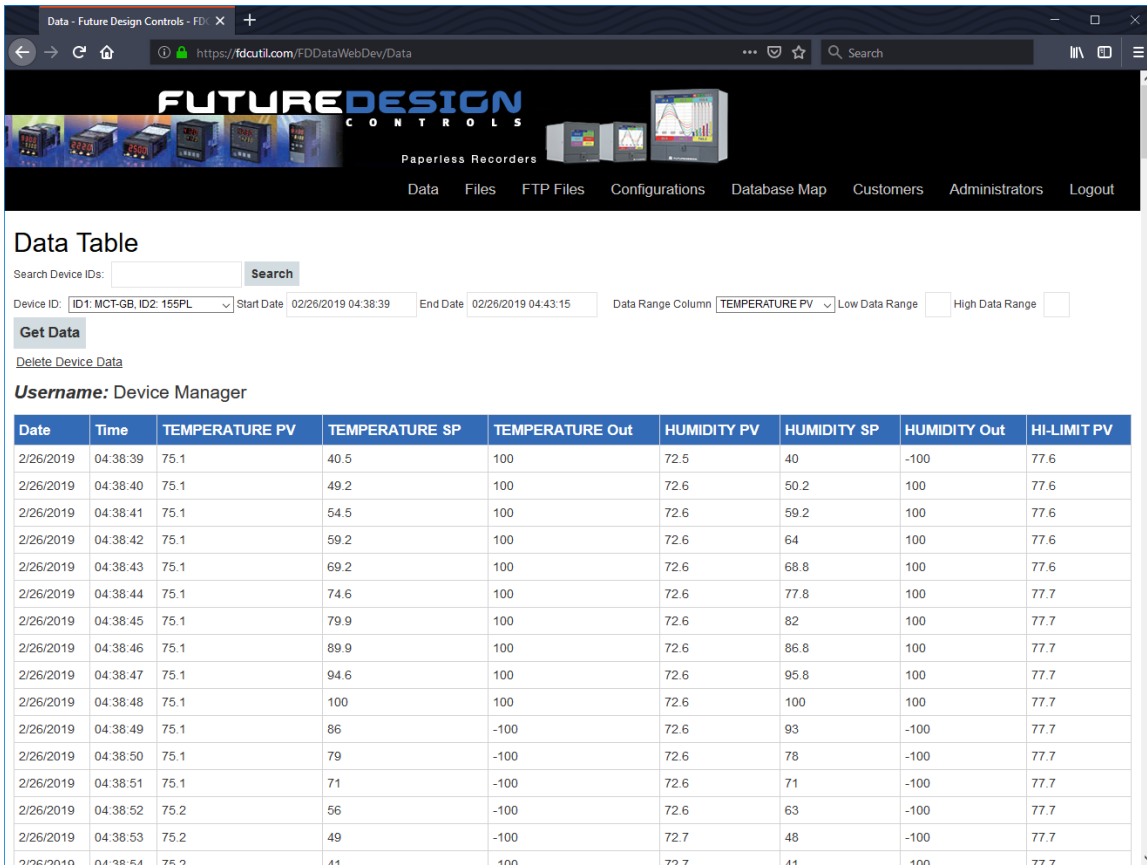 Data - Future Design Controls - FDC
https://fdcutil.com/FDDataWebDev/Data
Search
FUTUREDESIGN
CONTROLS
Paperless Recorders
Data Files FTP Files Configurations Database Map Customers Administrators Logout
Data Table
Search Device IDs: Search
Device ID: ID1: MCT-GB, ID2: 155PL Start Date 02/26/2019 04:38:39 End Date 02/26/2019 04:43:15 Data Range Column TEMPERATURE PV Low Data Range High Data Range
Get Data
Delete Device Data
Username: Device Manager
Date Time TEMPERATURE PV TEMPERATURE SP TEMPERATURE Out HUMIDITY PV HUMIDITY SP HUMIDITY Out HI-LIMIT PV
2/26/2019 04:38:39 75.1 40.5 100 72.5 40 -100 77.6
2/26/2019 04:38:40 75.1 49.2 100 72.6 50.2 100 77.6
2/26/2019 04:38:41 75.1 54.5 100 72.6 59.2 100 77.6
2/26/2019 04:38:42 75.1 59.2 100 72.6 64 100 77.6
2/26/2019 04:38:43 75.1 69.2 100 72.6 68.8 100 77.6
2/26/2019 04:38:44 75.1 74.6 100 72.6 77.8 100 77.7
2/26/2019 04:38:45 75.1 79.9 100 72.6 82 100 77.7
2/26/2019 04:38:46 75.1 89.9 100 72.6 86.8 100 77.7
2/26/2019 04:38:47 75.1 94.6 100 72.6 95.8 100 77.7
2/26/2019 04:38:48 75.1 100 100 72.6 100 100 77.7
2/26/2019 04:38:49 75.1 86 -100 72.6 93 -100 77.7
2/26/2019 04:38:50 75.1 79 -100 72.6 78 -100 77.7
2/26/2019 04:38:51 75.1 71 -100 72.6 71 -100 77.7
2/26/2019 04:38:52 75.2 56 -100 72.6 63 -100 77.7
2/26/2019 04:38:53 75.2 49 -100 72.7 48 -100 77.7
2/26/2019 04:38:54 75.2 41 -100 72.7 41 -100 77.7